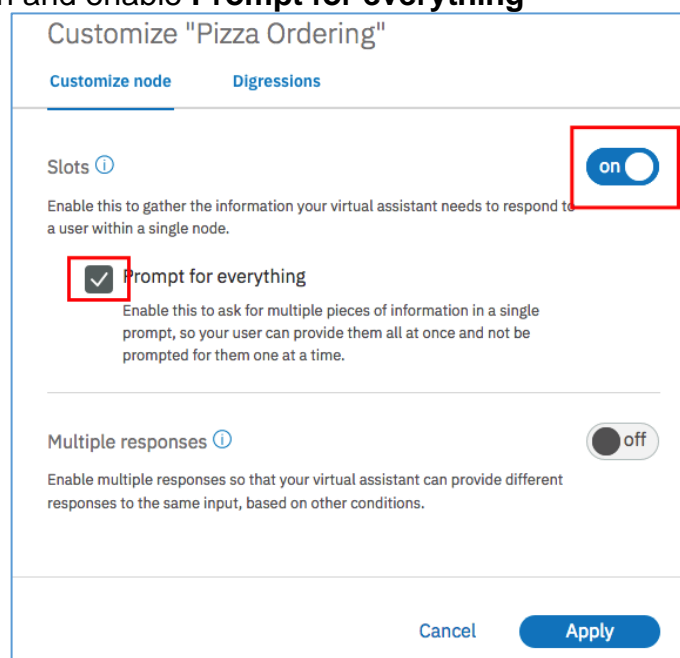 and enable Prompt for everything
Customize "Pizza Ordering"
Customize node Digressions
Slots ⓘ
on
Enable this to gather the information your virtual assistant needs to respond to
a user within a single node.
Prompt for everything
Enable this to ask for multiple pieces of information in a single
prompt, so your user can provide them all at once and not be
prompted for them one at a time.
Multiple responses ⓘ
off
Enable multiple responses so that your virtual assistant can provide different
responses to the same input, based on other conditions.
Cancel Apply